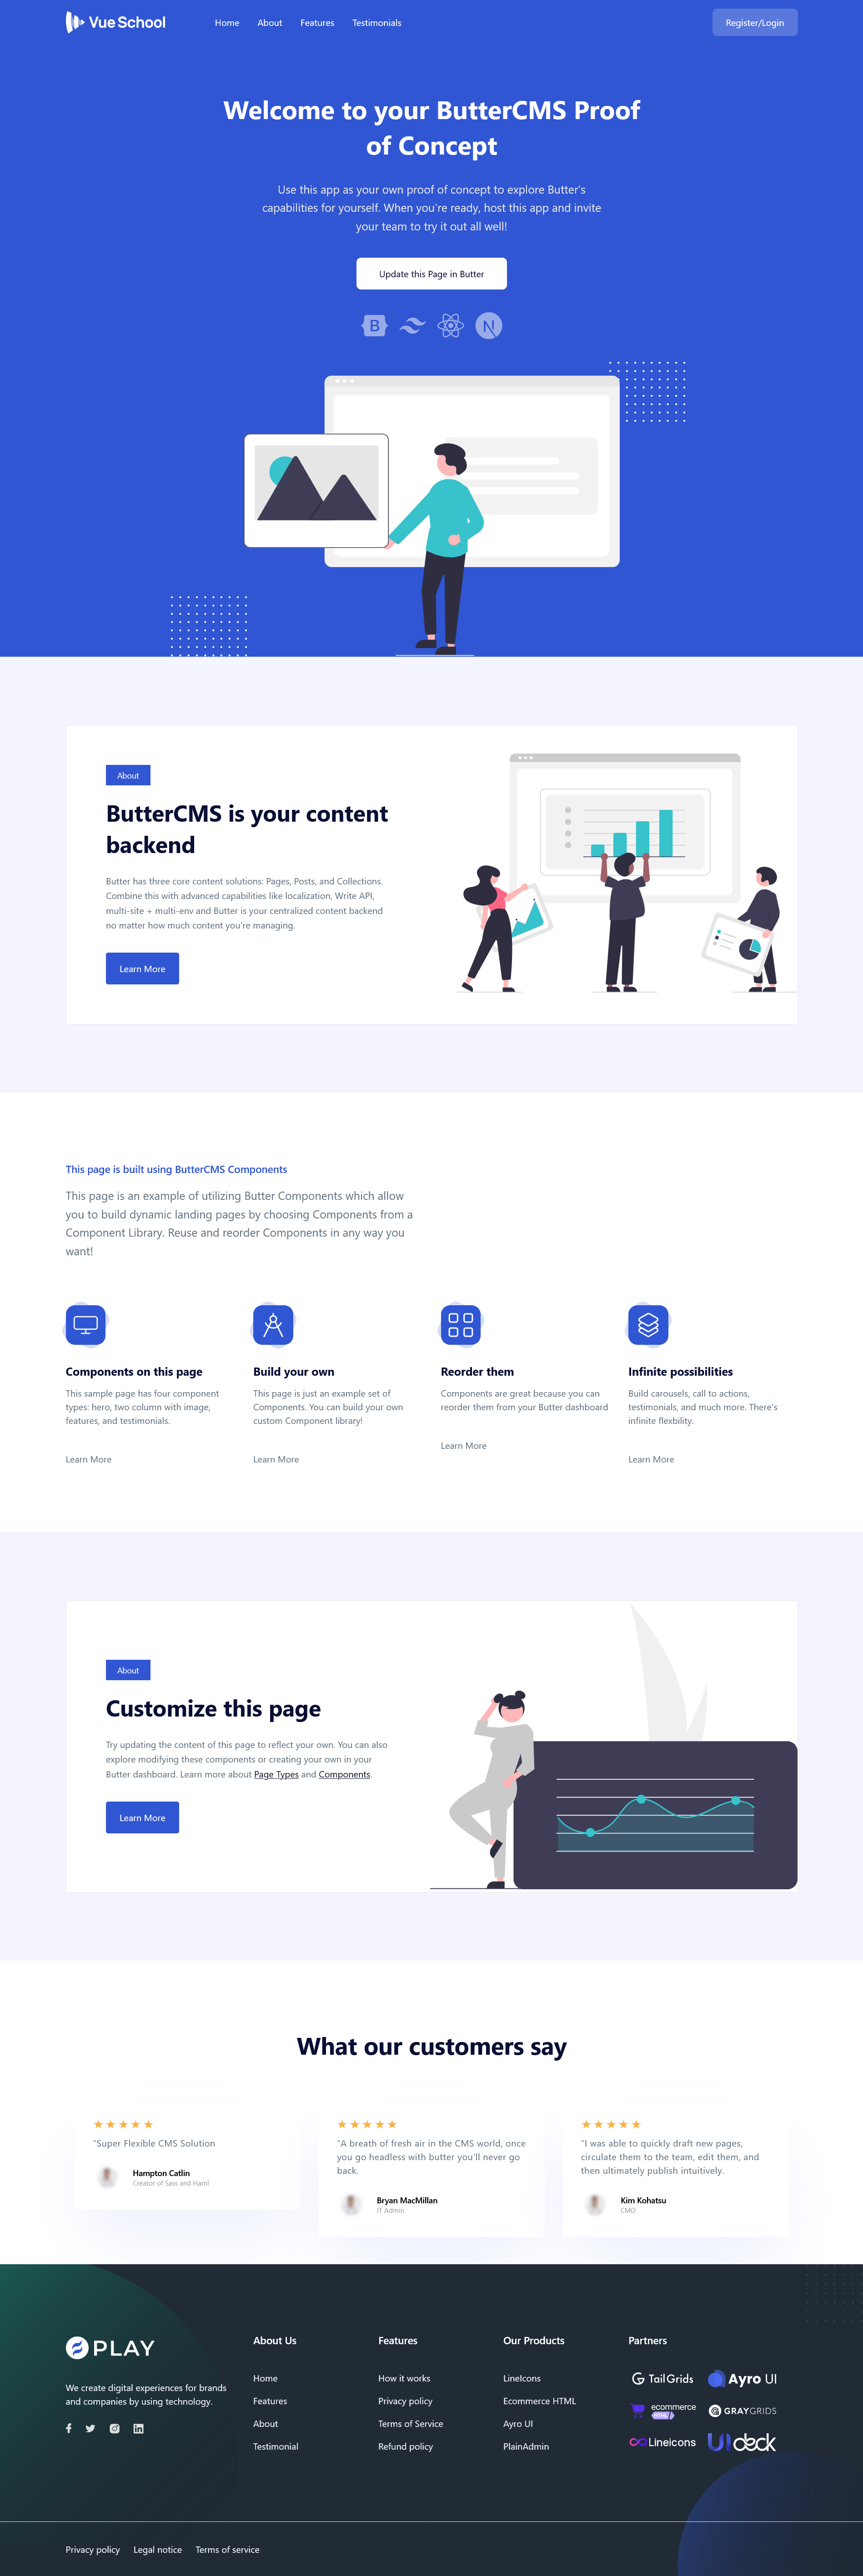 Vue School
Home
About
Features
Testimonials
Register/Login
Welcome to your ButterCMS Proof
of Concept
Use this app as your own proof of concept to explore Butter's
capabilities for yourself. When you're ready, host this app and invite
your team to try it out all well!
Update this Page in Butter
B
N
About
ButterCMS is your content
backend
Butter has three core content solutions: Pages, Posts, and Collections.
Combine this with advanced capabilities like localization, Write API,
multi-site + multi-env and Butter is your centralized content backend
no matter how much content you're managing.
Learn More
This page is built using ButterCMS Components
This page is an example of utilizing Butter Components which allow
you to build dynamic landing pages by choosing Components from a
Component Library. Reuse and reorder Components in any way you
want!
Components on this page
This sample page has four component
types: hero, two column with image,
features, and testimonials.
Learn More
Build your own
This page is just an example set of
Components. You can build your own
custom Component library!
Learn More
Reorder them
Components are great because you can
reorder them from your Butter dashboard
Learn More
Infinite possibilities
Build carousels, call to actions,
testimonials, and much more. There's
infinite flexbility.
Learn More
About
Customize this page
Try updating the content of this page to reflect your own. You can also
explore modifying these components or creating your own in your
Butter dashboard. Learn more about Page Types and Components.
Learn More
What our customers say
"Super Flexible CMS Solution
Hampton Catlin
Creator of Sass and Haml
"A breath of fresh air in the CMS world, once
you go headless with butter you'll never go
back.
Bryan MacMillan
IT Admin
"I was able to quickly draft new pages,
circulate them to the team, edit them, and
then ultimately publish intuitively.
Kim Kohatsu
CMO
PLAY
We create digital experiences for brands
and companies by using technology.
About Us
Home
Features
About
Testimonial
Features
How it works
Privacy policy
Terms of Service
Refund policy
Our Products
LineIcons
Ecommerce HTML
Ayro UI
PlainAdmin
Partners
TailGrids
Ayro UI
ecommerce
HTML
GRAYGRIDS
Lineicons
UIdeck
Privacy policy
Legal notice
Terms of service